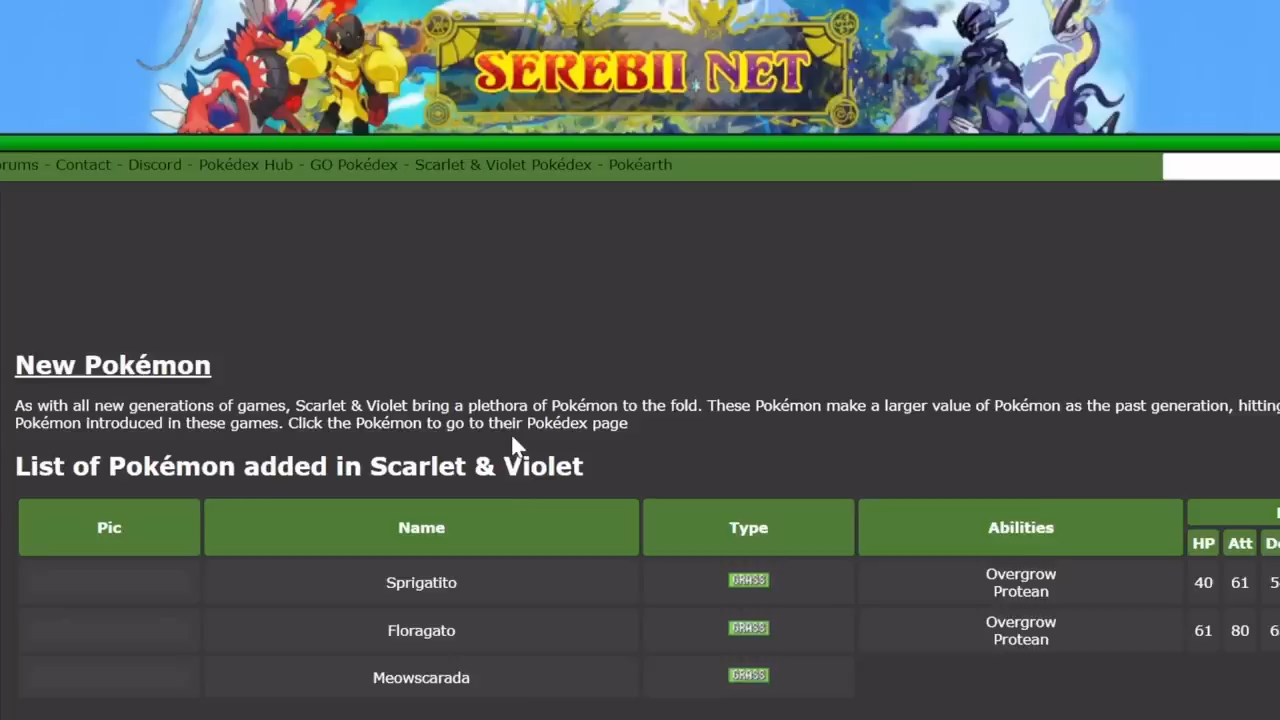 SEREBII.NET
orums - Contact - Discord - Pokédex Hub - GO Pokédex - Scarlet & Violet Pokédex - Pokéarth
New Pokémon
As with all new generations of games, Scarlet & Violet bring a plethora of Pokémon to the fold. These Pokémon make a larger value of Pokémon as the past generation, hitting
Pokémon introduced in these games. Click the Pokémon to go to their Pokédex page
List of Pokémon added in Scarlet & Violet
Pic Name Type Abilities
HP Att De
Sprigatito GRASS Overgrow 40 61 5
Protean
Floragato GRASS Overgrow 61 80 6
Protean
Meowscarada GRASS